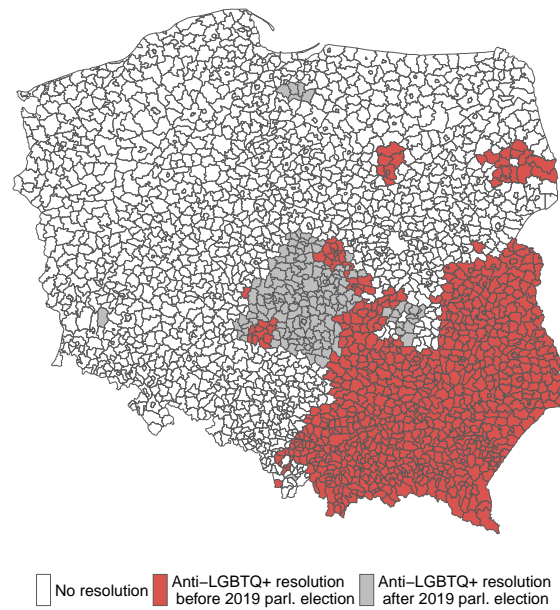 No resolution
Anti−LGBTQ+ resolution
before 2019 parl. election
Anti−LGBTQ+ resolution
after 2019 parl. election